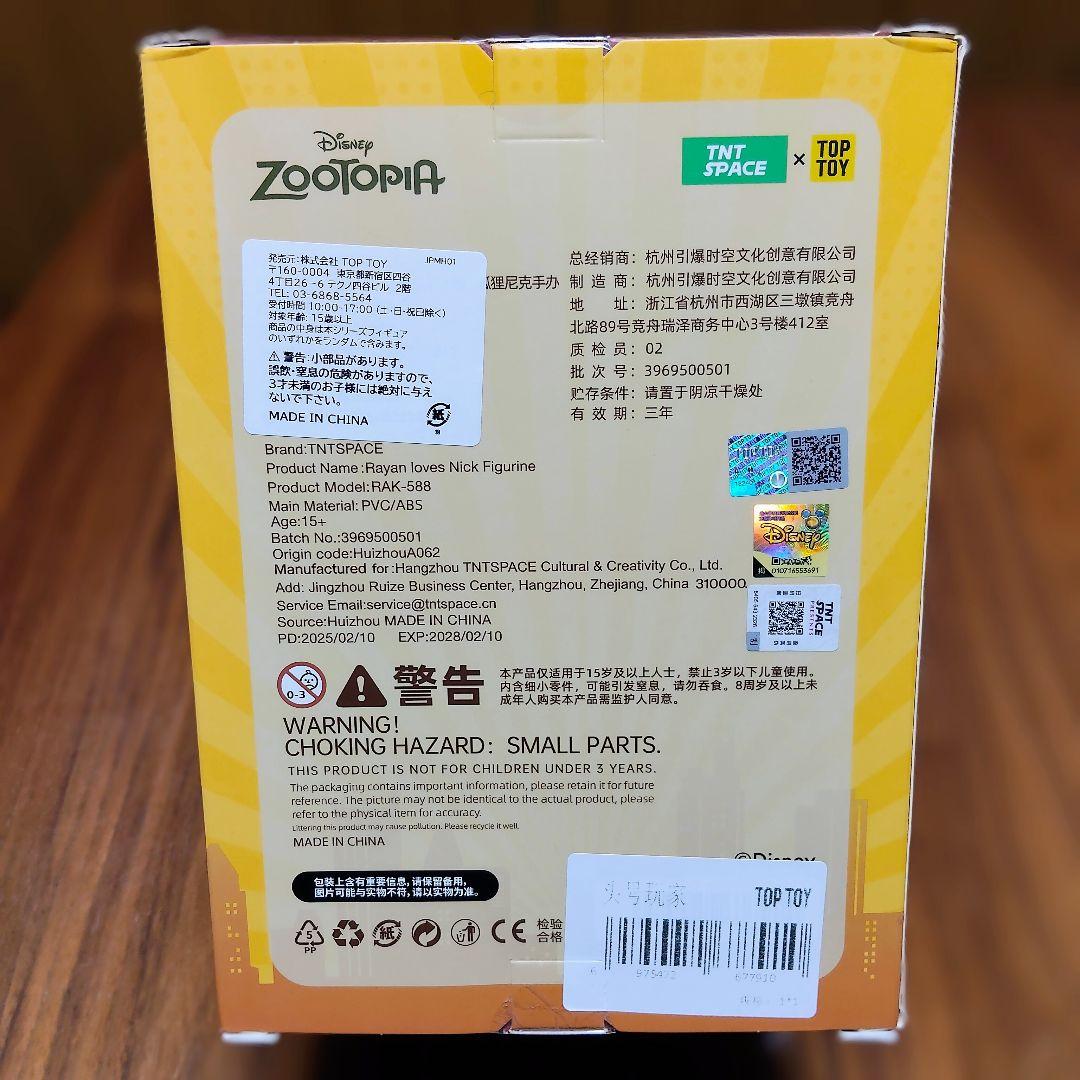 Disney
ZOOTOPIA
TNT
SPACE
×
TOP
TOY
発売元:株式会社 TOP TOY JPMH01
〒160-0004 東京都新宿区四谷
4丁目26-6 テクノ四谷ビル 2階
TEL: 03-6868-5564
受付時間 10:00-17:00 (土·日·祝日除く)
対象年齢: 15歳以上
商品の中身は本シリーズフィギュア
のいずれかをランダムで含みます。
⚠ 警告:小部品があります。
誤飲·窒息の危険がありますので、
3才未満のお子様には絶対に与え
ないで下さい。
MADE IN CHINA
紙
狸尼克手办
总经销商：杭州引爆时空文化创意有限公司
制 造 商：杭州引爆时空文化创意有限公司
地 址：浙江省杭州市西湖区三墩镇竞舟
北路89号竞舟瑞泽商务中心3号楼412室
质 检 员：02
批 次 号：3969500501
贮存条件：请置于阴凉干燥处
有 效 期：三年
Brand:TNTSPACE
Product Name:Rayan loves Nick Figurine
Product Model:RAK-588
Main Material:PVC/ABS
Age:15+
Batch No.:3969500501
Origin code:HuizhouA062
Manufactured for:Hangzhou TNTSPACE Cultural & Creativity Co., Ltd.
Add: Jingzhou Ruize Business Center, Hangzhou, Zhejiang, China 310000
Service Email:service@tntspace.cn
Source:Huizhou MADE IN CHINA
PD:2025/02/10 EXP:2028/02/10
Disney
010716553691
TNT
SPACE
0-3
警告
本产品仅适用于15岁及以上人士，禁止3岁以下儿童使用。
内含细小零件，可能引发窒息，请勿吞食。8周岁及以上未
成年人购买本产品需监护人同意。
WARNING!
CHOKING HAZARD：SMALL PARTS.
THIS PRODUCT IS NOT FOR CHILDREN UNDER 3 YEARS.
The packaging contains important information, please retain it for future
reference. The picture may not be identical to the actual product, please
refer to the physical item for accuracy.
Littering this product may cause pollution. Please recycle it well.
MADE IN CHINA
©Disney
包装上含有重要信息，请保留备用，
图片可能与实物不符，请以实物为准。
5
PP
紙
CE
检验
合格
头号玩家 TOP TOY
6 975472 677910